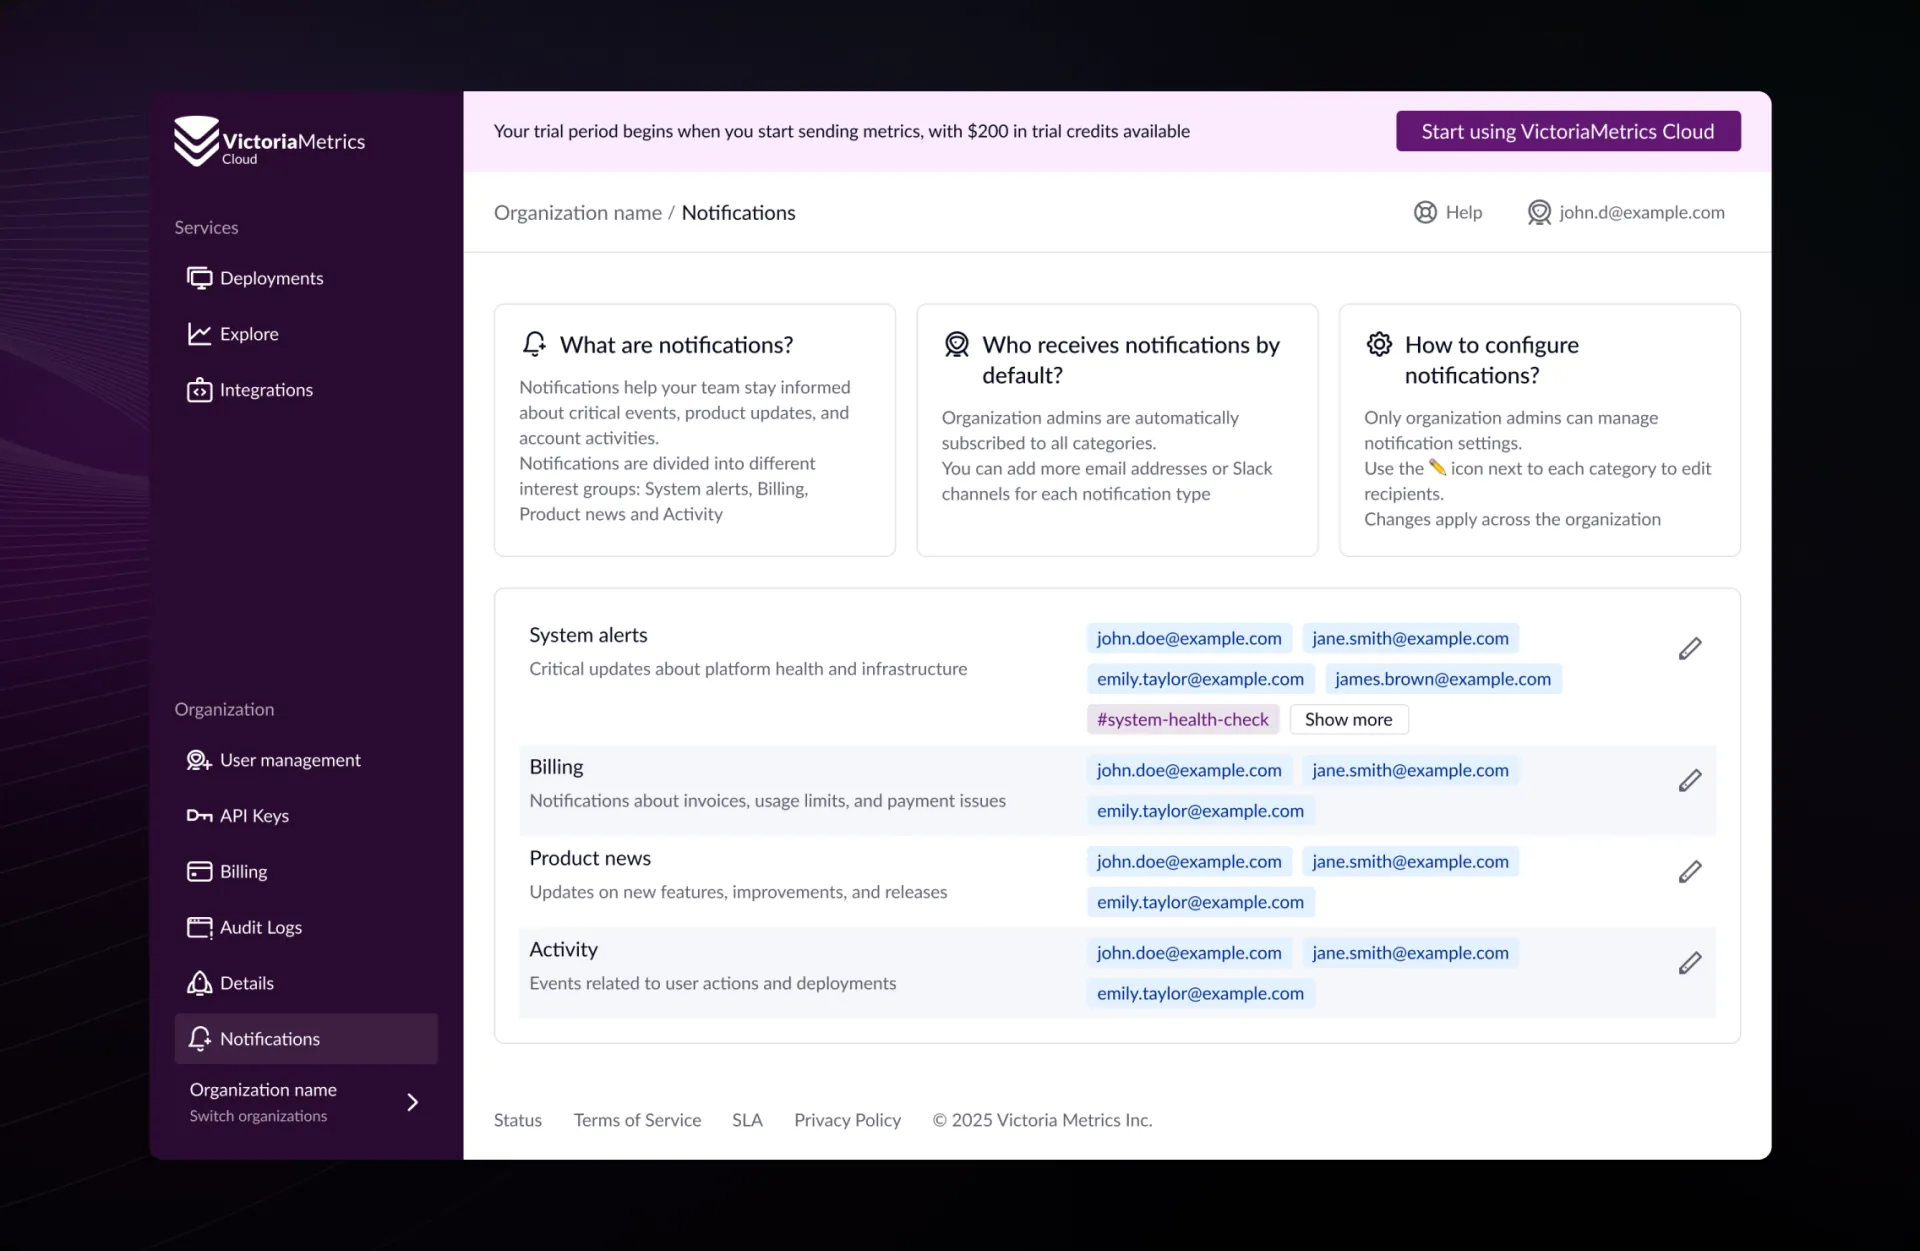 VictoriaMetrics
Cloud
Services
Deployments
Explore
Integrations
Organization
User management
API Keys
Billing
Audit Logs
Details
Notifications
Organization name
Switch organizations
Your trial period begins when you start sending metrics, with $200 in trial credits available
Start using VictoriaMetrics Cloud
Organization name / Notifications
Help
john.d@example.com
What are notifications?
Notifications help your team stay informed
about critical events, product updates, and
account activities.
Notifications are divided into different
interest groups: System alerts, Billing,
Product news and Activity
Who receives notifications by
default?
Organization admins are automatically
subscribed to all categories.
You can add more email addresses or Slack
channels for each notification type
How to configure
notifications?
Only organization admins can manage
notification settings.
Use the ✏️ icon next to each category to edit
recipients.
Changes apply across the organization
System alerts
Critical updates about platform health and infrastructure
john.doe@example.com jane.smith@example.com
emily.taylor@example.com james.brown@example.com
#system-health-check Show more
Billing
Notifications about invoices, usage limits, and payment issues
john.doe@example.com jane.smith@example.com
emily.taylor@example.com
Product news
Updates on new features, improvements, and releases
john.doe@example.com jane.smith@example.com
emily.taylor@example.com
Activity
Events related to user actions and deployments
john.doe@example.com jane.smith@example.com
emily.taylor@example.com
Status Terms of Service SLA Privacy Policy © 2025 Victoria Metrics Inc.